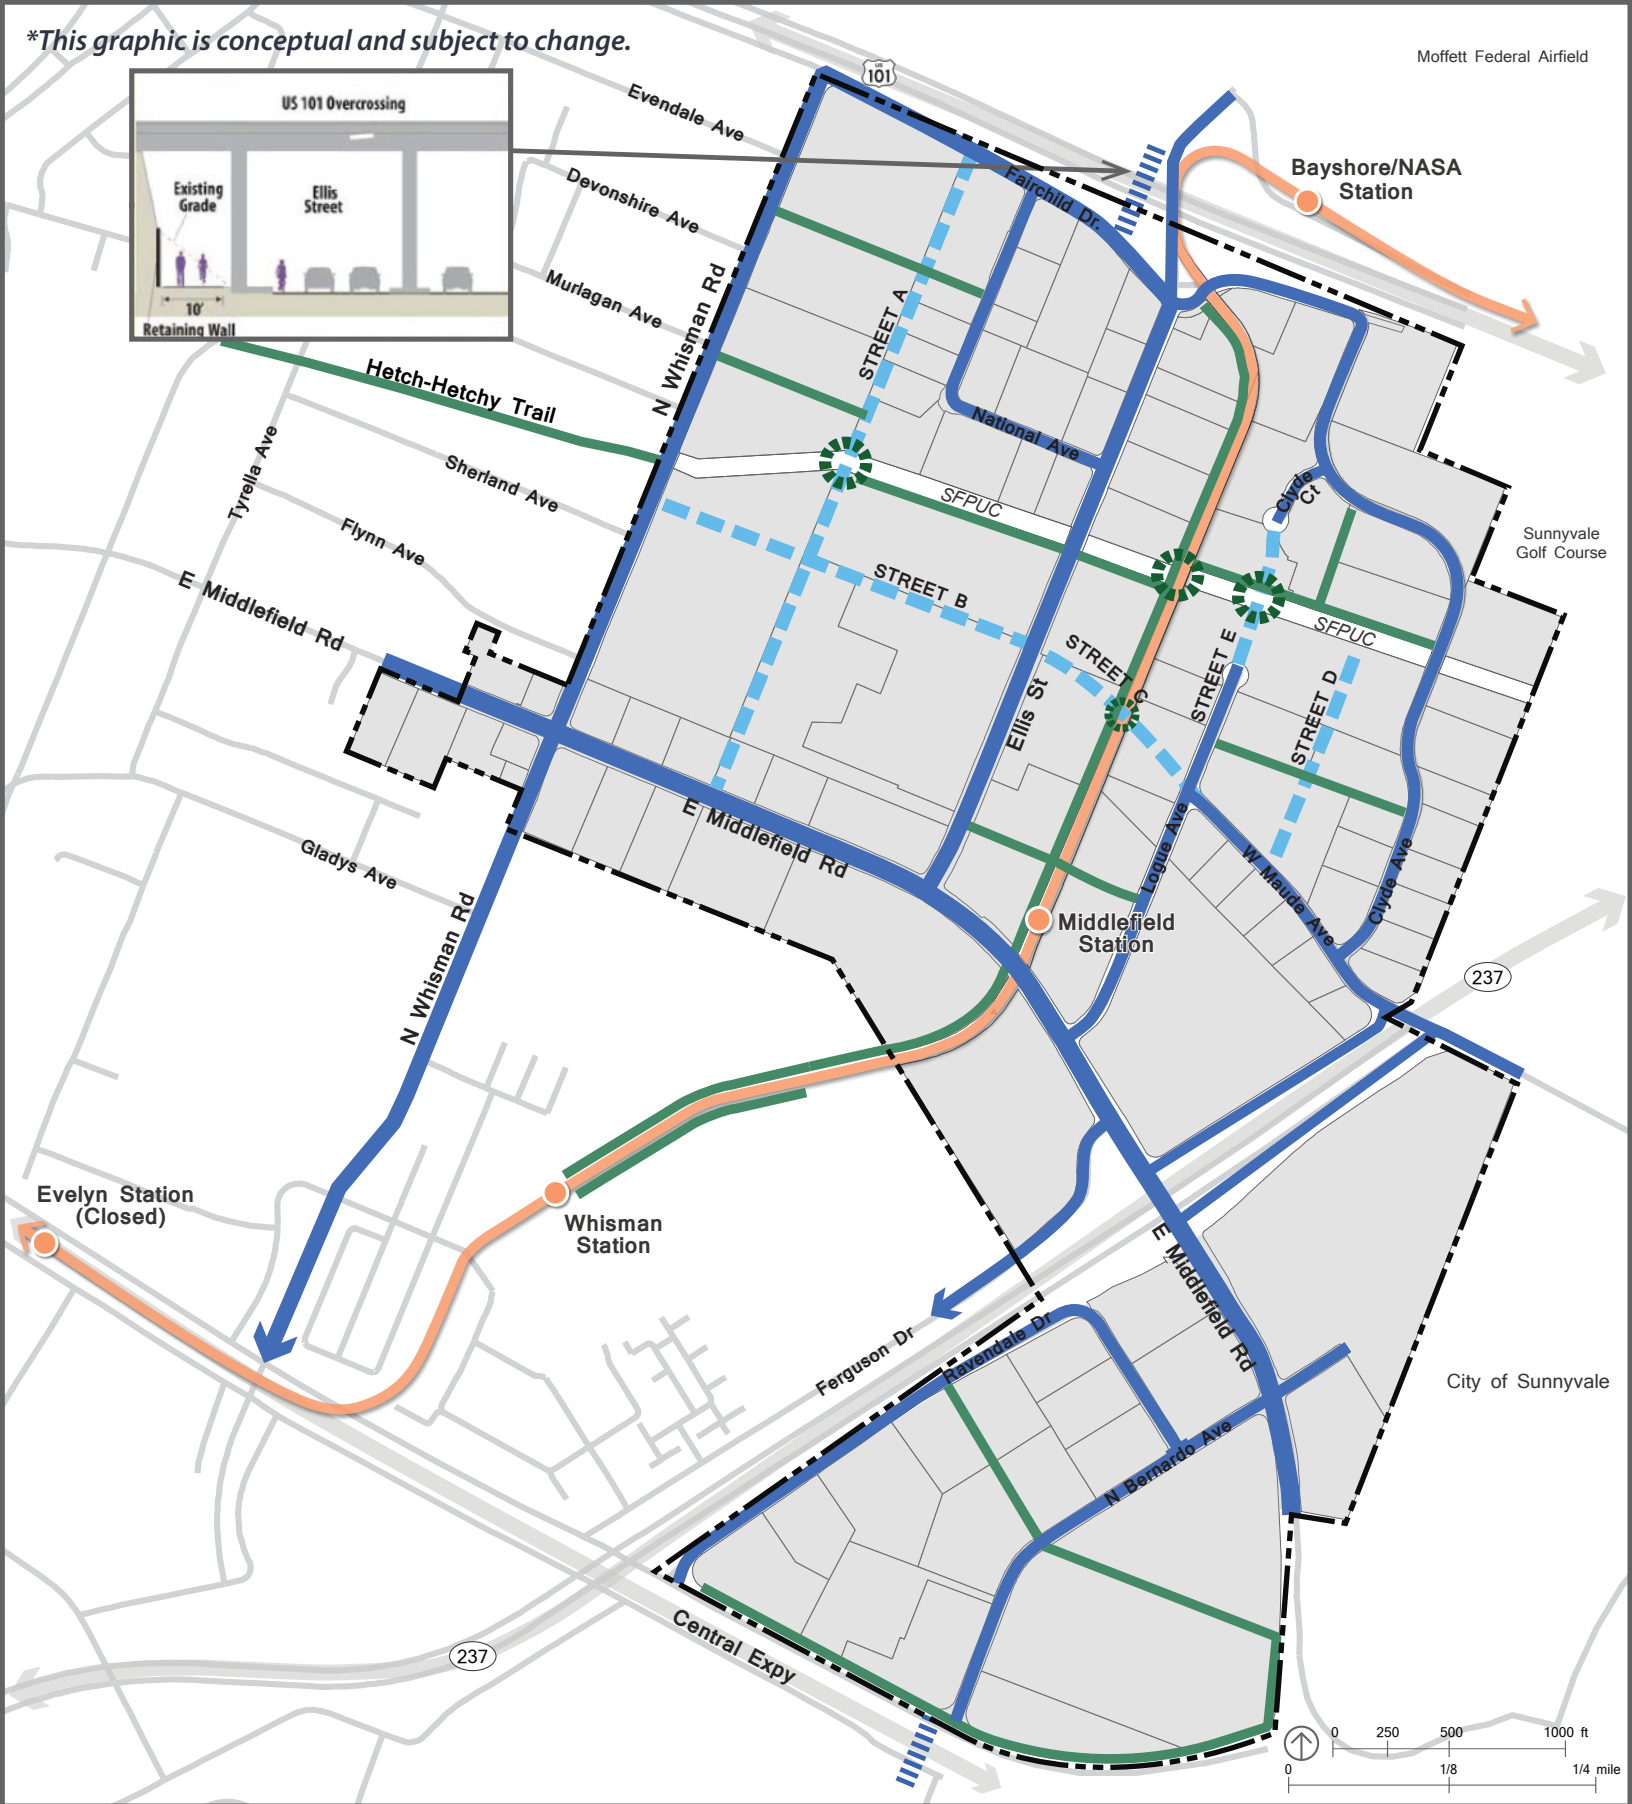 *This graphic is conceptual and subject to change.
Moffett Federal Airfield
US
101
US 101 Overcrossing
Existing
Grade
Ellis
Street
10'
Retaining Wall
Evendale Ave
Devonshire Ave
Murlagan Ave
Bayshore/NASA
Station
Fairchild Dr.
N Whisman Rd
STREET A
Hetch-Hetchy Trail
National Ave
Tyrella Ave
Sherland Ave
SFPUC
Clyde
Ct
Flynn Ave
Sunnyvale
Golf Course
E Middlefield Rd
STREET B
STREET C
STREET E
SFPUC
STREET D
Ellis St
E Middlefield Rd
Logue Ave
Gladys Ave
W Maude Ave
Clyde Ave
N Whisman Rd
Middlefield
Station
237
Evelyn Station
(Closed)
Whisman
Station
E Middlefield Rd
Ferguson Dr
Ravendale Dr
City of Sunnyvale
N Bernardo Ave
237
Central Expy
0 250 500 1000 ft
0 1/8 1/4 mile